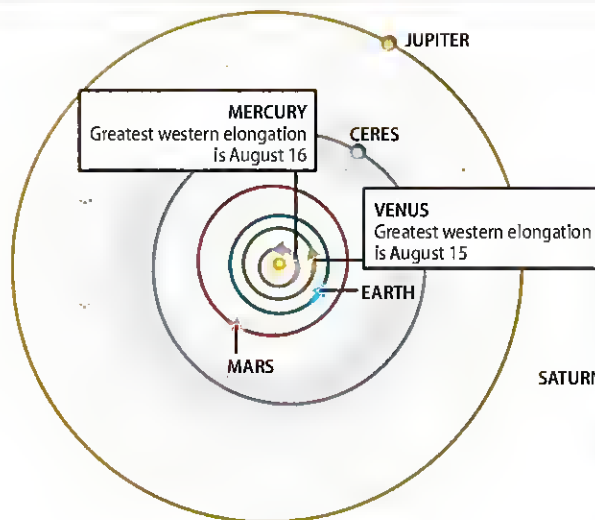 JUPITER
MERCURY
Greatest western elongation
is August 16
CERES
VENUS
Greatest western elongation
is August 15
EARTH
MARS
SATURN